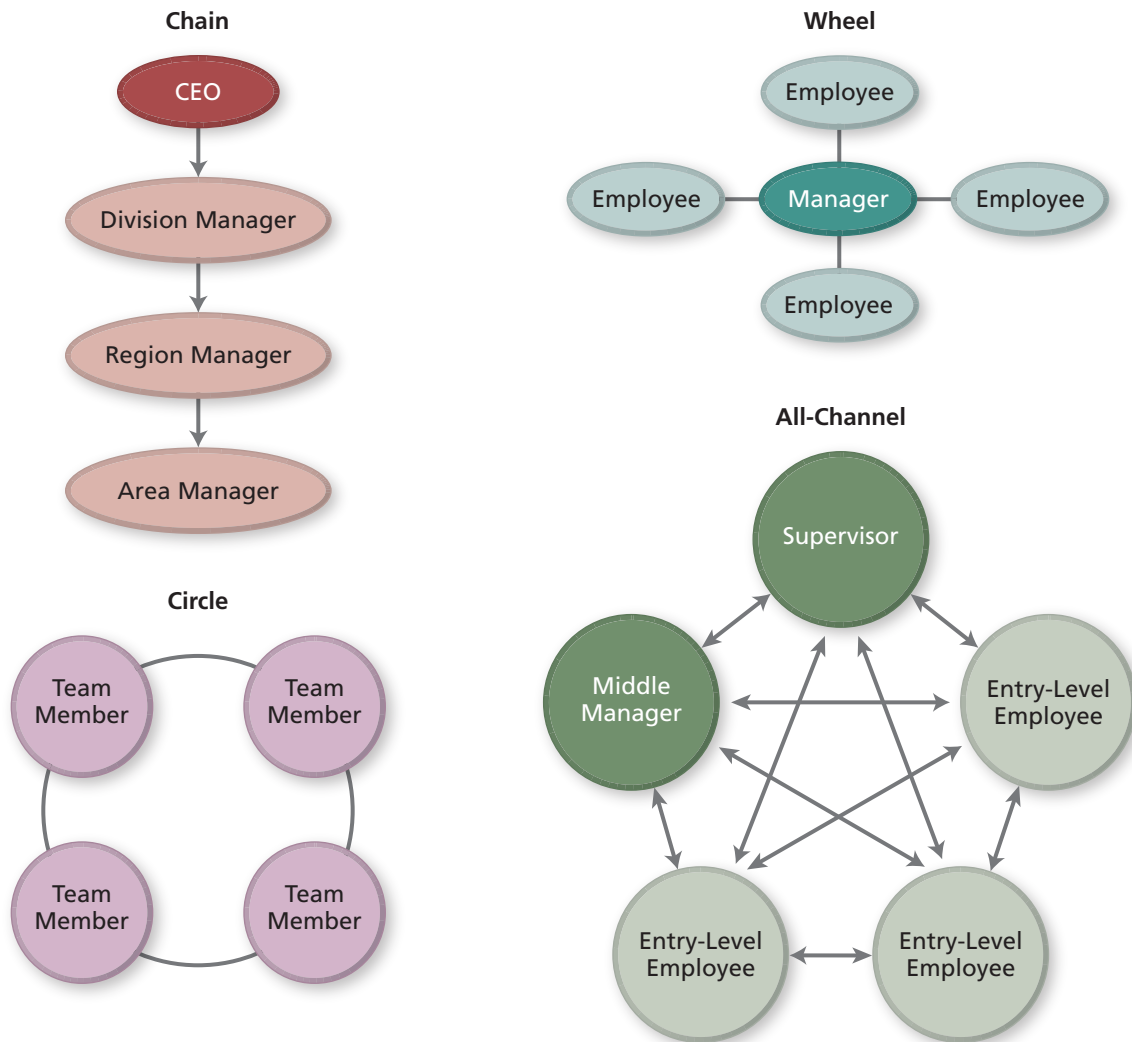 Chain
CEO
Division Manager
Region Manager
Area Manager
Wheel
Employee
Employee
Manager
Employee
Employee
Circle
Team
Member
Team
Member
Team
Member
Team
Member
All-Channel
Supervisor
Middle
Manager
Entry-Level
Employee
Entry-Level
Employee
Entry-Level
Employee